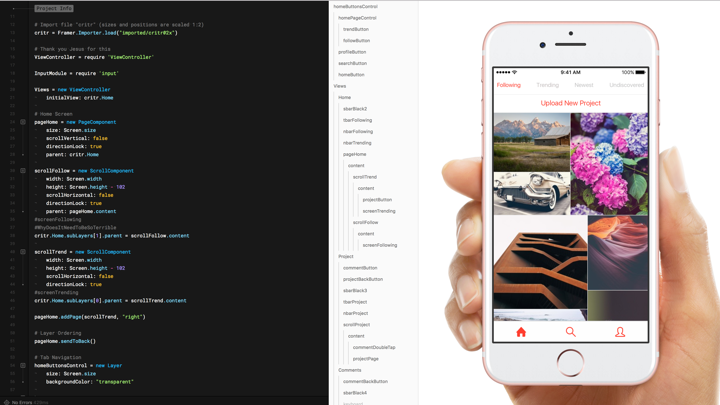 Project Info
# Import file "critr" (sizes and positions are scaled 1:2)
critr = Framer.Importer.load("imported/critr@2x")
# Thank you Jesus for this
ViewController = require 'ViewController'
InputModule = require 'input'
Views = new ViewController
initialView: critr.Home
# Home Screen
pageHome = new PageComponent
size: Screen.size
scrollVertical: false
directionLock: true
parent: critr.Home
scrollFollow = new ScrollComponent
width: Screen.width
height: Screen.height - 102
scrollHorizontal: false
directionLock: true
parent: pageHome.content
#screenFollowing
#WhyDoesItNeedToBeSoTerrible
critr.Home.subLayers[1].parent = scrollFollow.content
scrollTrend = new ScrollComponent
width: Screen.width
height: Screen.height - 102
scrollHorizontal: false
directionLock: true
#screenTrending
critr.Home.subLayers[0].parent = scrollTrend.content
pageHome.addPage(scrollTrend, "right")
# Layer Ordering
pageHome.sendToBack()
# Tab Navigation
homeButtonsControl = new Layer
size: Screen.size
backgroundColor: "transparent"
No Errors
homeButtonsControl
homePageControl
trendButton
followButton
profileButton
searchButton
homeButton
Views
Home
sbarBlack2
tbarFollowing
nbarFollowing
nbarTrending
pageHome
content
scrollTrend
content
projectButton
screenTrending
scrollFollow
content
screenFollowing
Project
commentButton
projectBackButton
sbarBlack3
tbarProject
nbarProject
scrollProject
content
commentDoubleTap
projectPage
Comments
commentBackButton
sbarBlack4
9:41 AM
100%
Following Trending Newest Undiscovered
Upload New Project